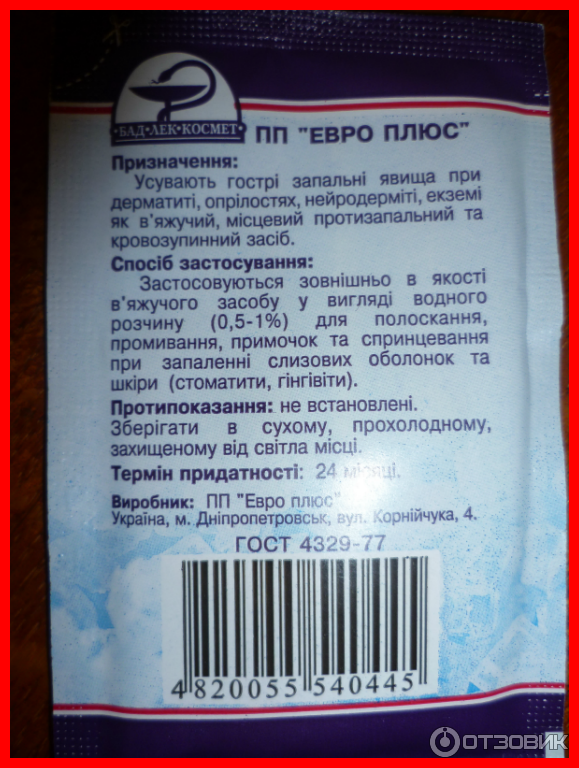 БАД•ЛЕК•КОСМЕТ
ПП "ЕВРО ПЛЮС"
Призначення:
Усувають гострі запальні явища при
дерматиті, опрілостях, нейродерміті, екземі
як в'яжучий, місцевий протизапальний та
кровозупинний засіб.
Спосіб застосування:
Застосовуються зовнішньо в якості
в'яжучого засобу у вигляді водного
розчину (0,5-1%) для полоскання,
промивання, примочок та спринцевання
при запаленні слизових оболонок та
шкіри (стоматити, гінгівіти).
Протипоказання: не встановлені.
Зберігати в сухому, прохолодному,
захищеному від світла місці.
Термін придатності: 24 місяці.
Виробник: ПП "Евро плюс"
Україна, м. Дніпропетровськ, вул. Корнійчука, 4.
ГОСТ 4329-77
4 820055 540445
ОТЗОВИК